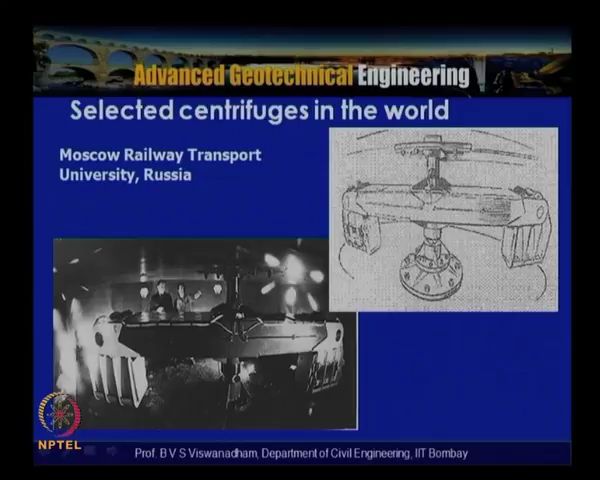 Advanced Geotechnical Engineering
Selected centrifuges in the world
Moscow Railway Transport
University, Russia
NPTEL
Prof. B V S Viswanadham, Department of Civil Engineering, IIT Bombay